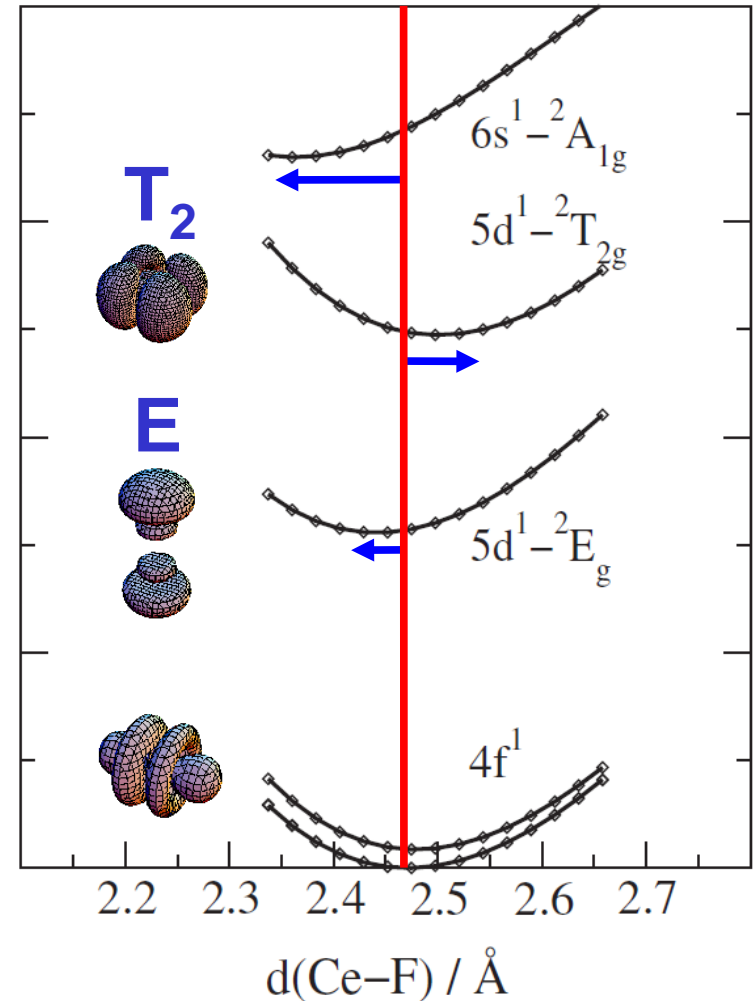 6s¹−²A₁g
T₂
5d¹−²T₂g
E
5d¹−²Eg
4f¹
2.2 2.3 2.4 2.5 2.6 2.7
d(Ce−F) / Å